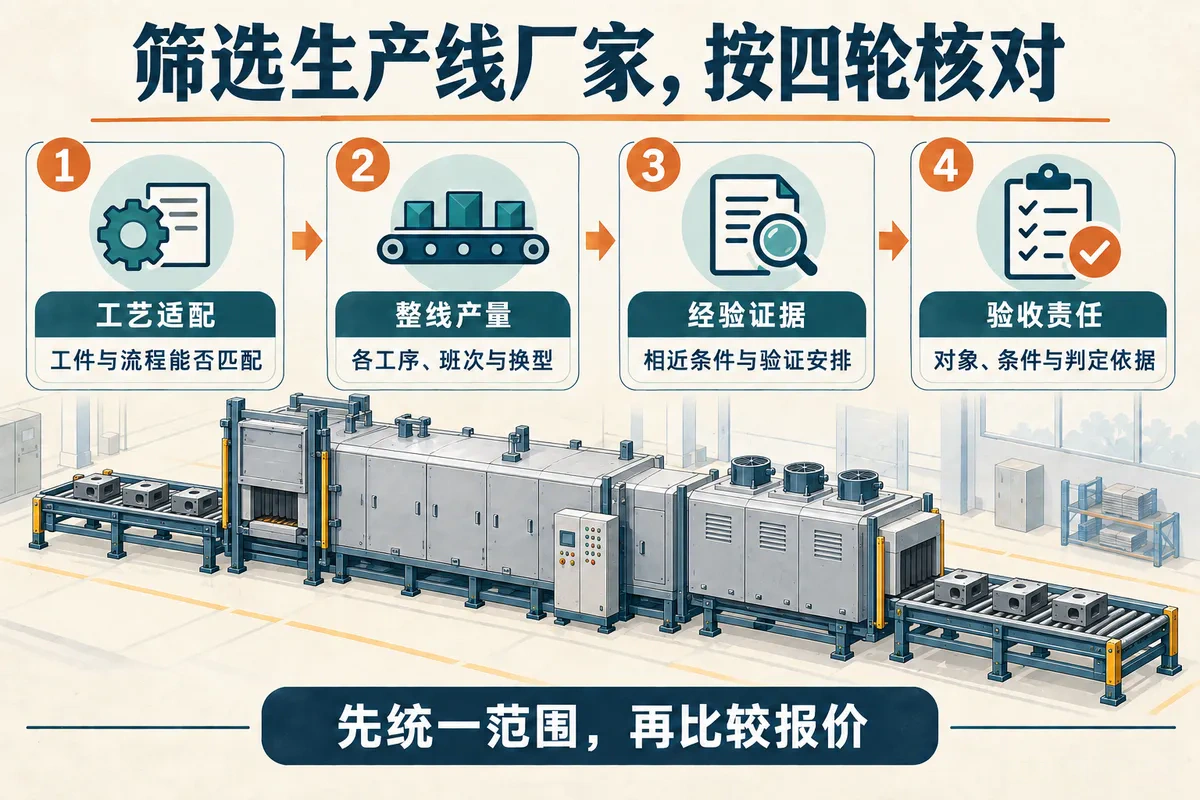 筛选生产线厂家，按四轮核对
1
工艺适配
工件与流程能否匹配
2
整线产量
各工序、班次与换型
3
经验证据
相近条件与验证安排
4
验收责任
对象、条件与判定依据
先统一范围，再比较报价